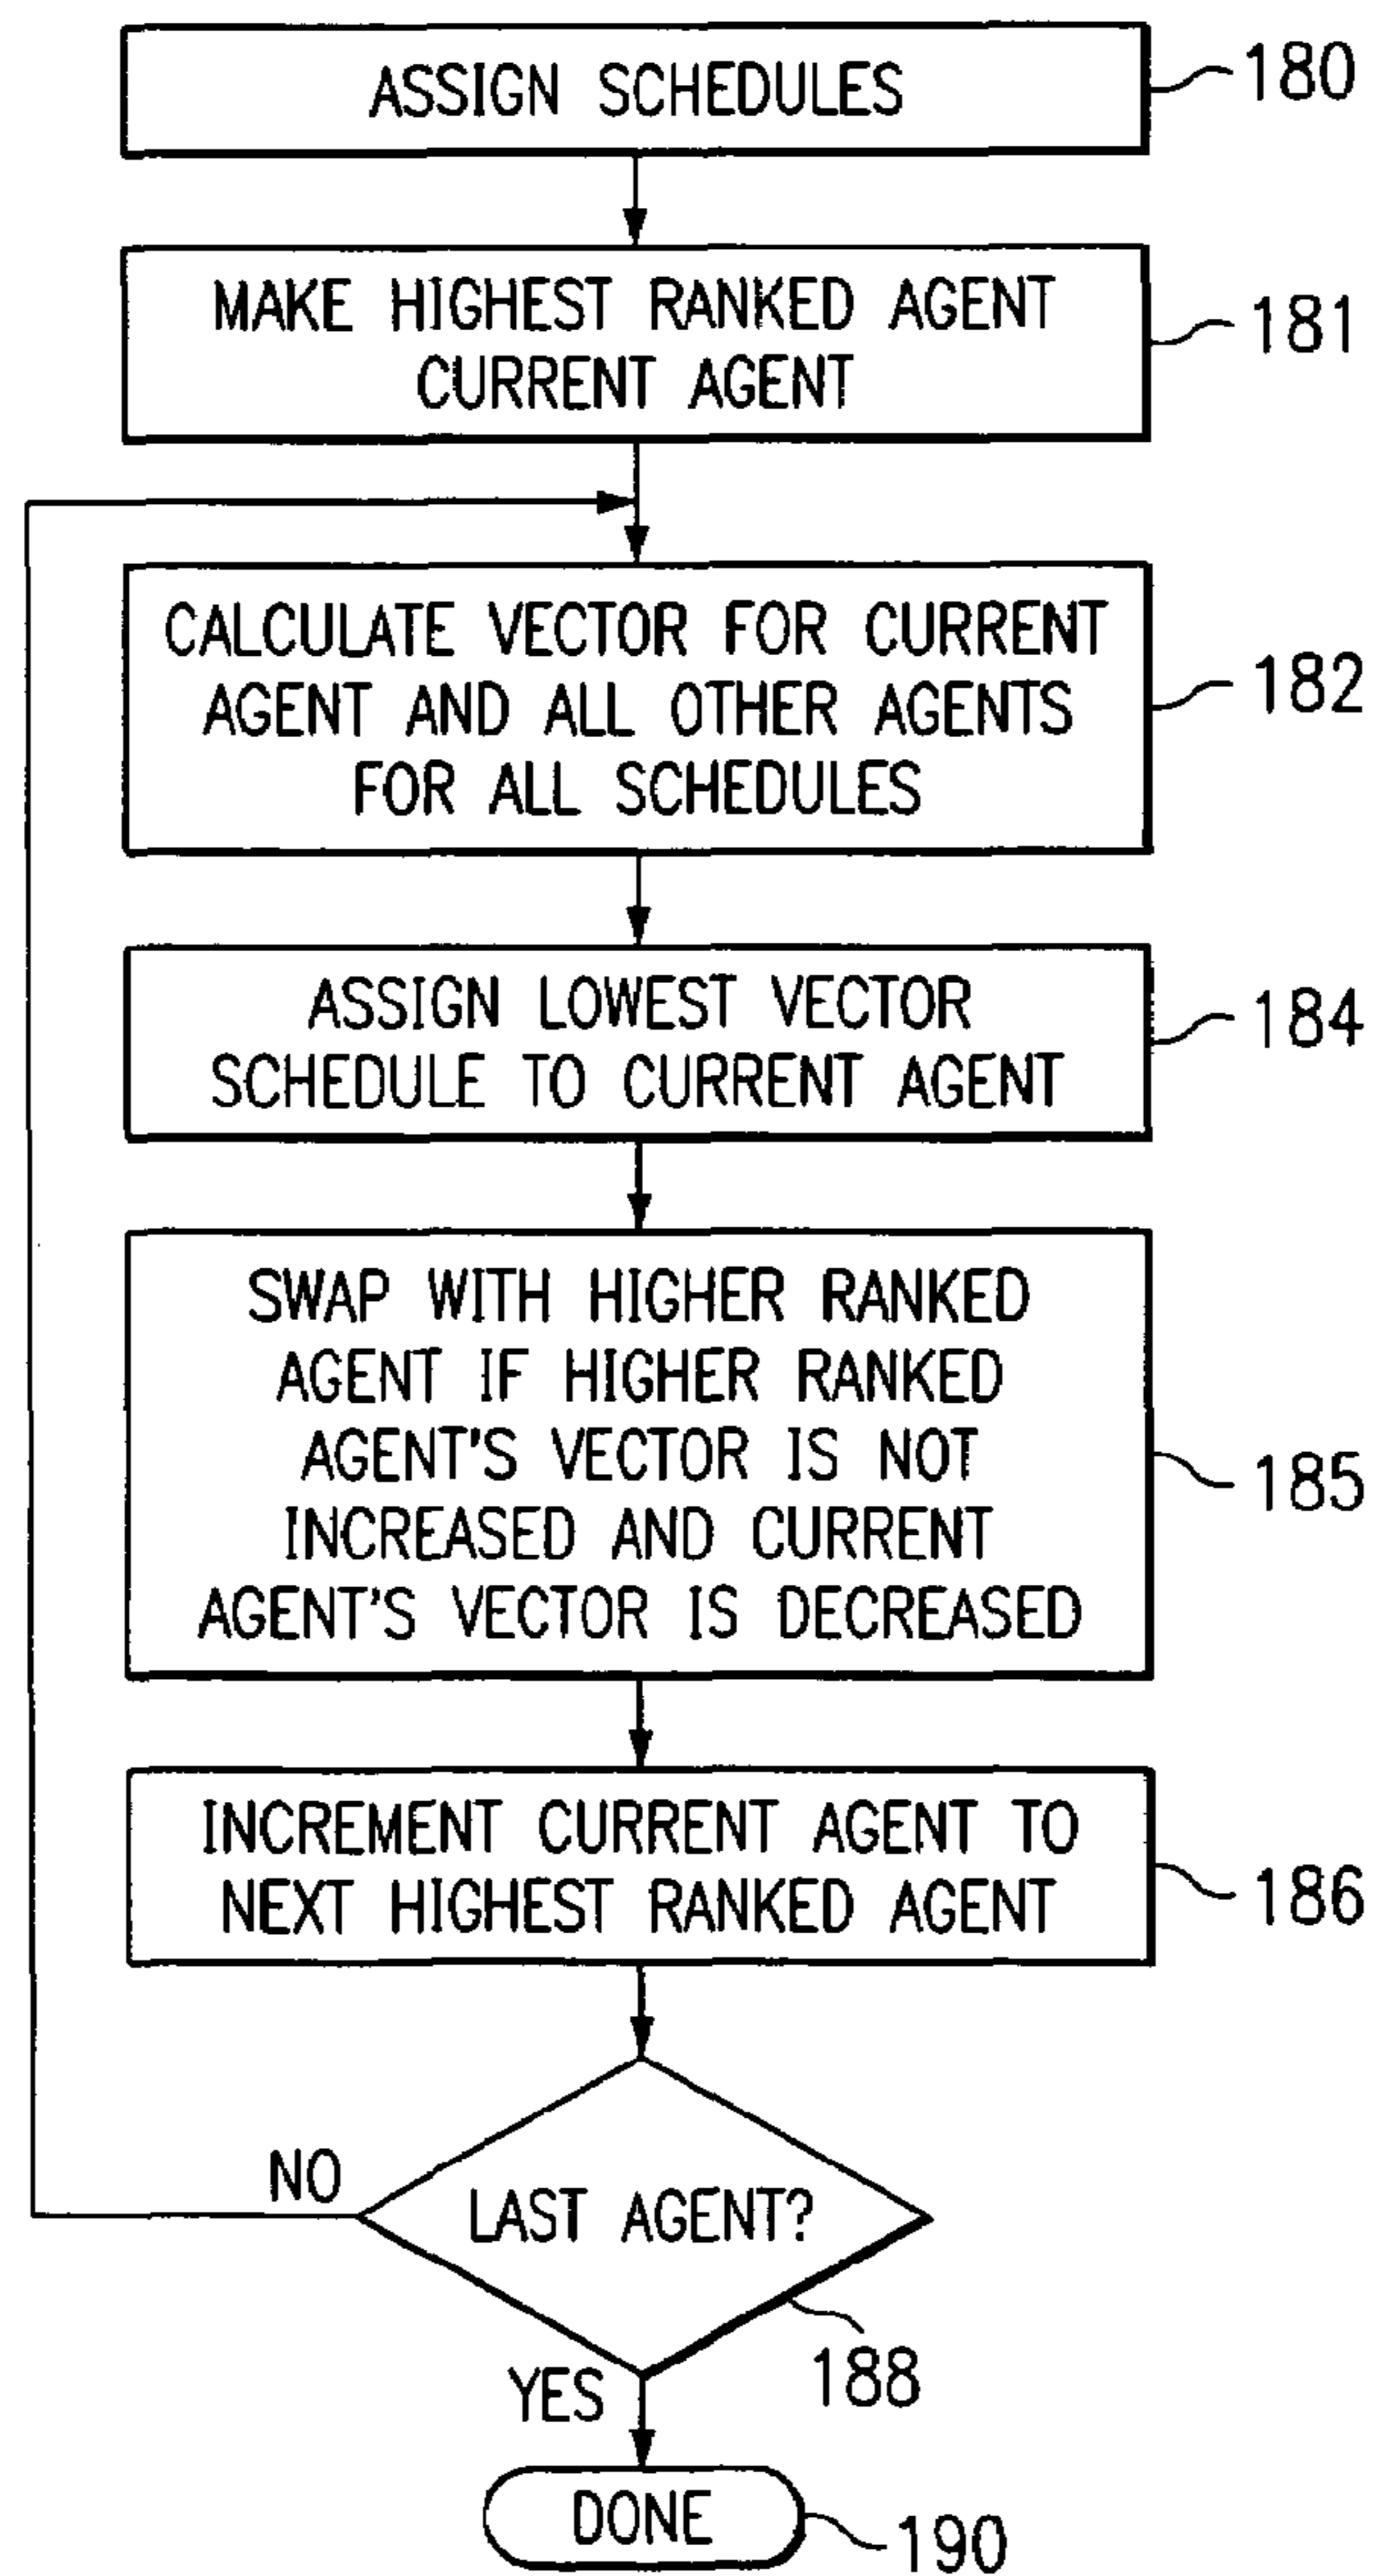 ASSIGN SCHEDULES
180
MAKE HIGHEST RANKED AGENT
CURRENT AGENT
181
CALCULATE VECTOR FOR CURRENT
AGENT AND ALL OTHER AGENTS
FOR ALL SCHEDULES
182
ASSIGN LOWEST VECTOR
SCHEDULE TO CURRENT AGENT
184
SWAP WITH HIGHER RANKED
AGENT IF HIGHER RANKED
AGENT'S VECTOR IS NOT
INCREASED AND CURRENT
AGENT'S VECTOR IS DECREASED
185
INCREMENT CURRENT AGENT TO
NEXT HIGHEST RANKED AGENT
186
NO
LAST AGENT?
188
YES
DONE
190